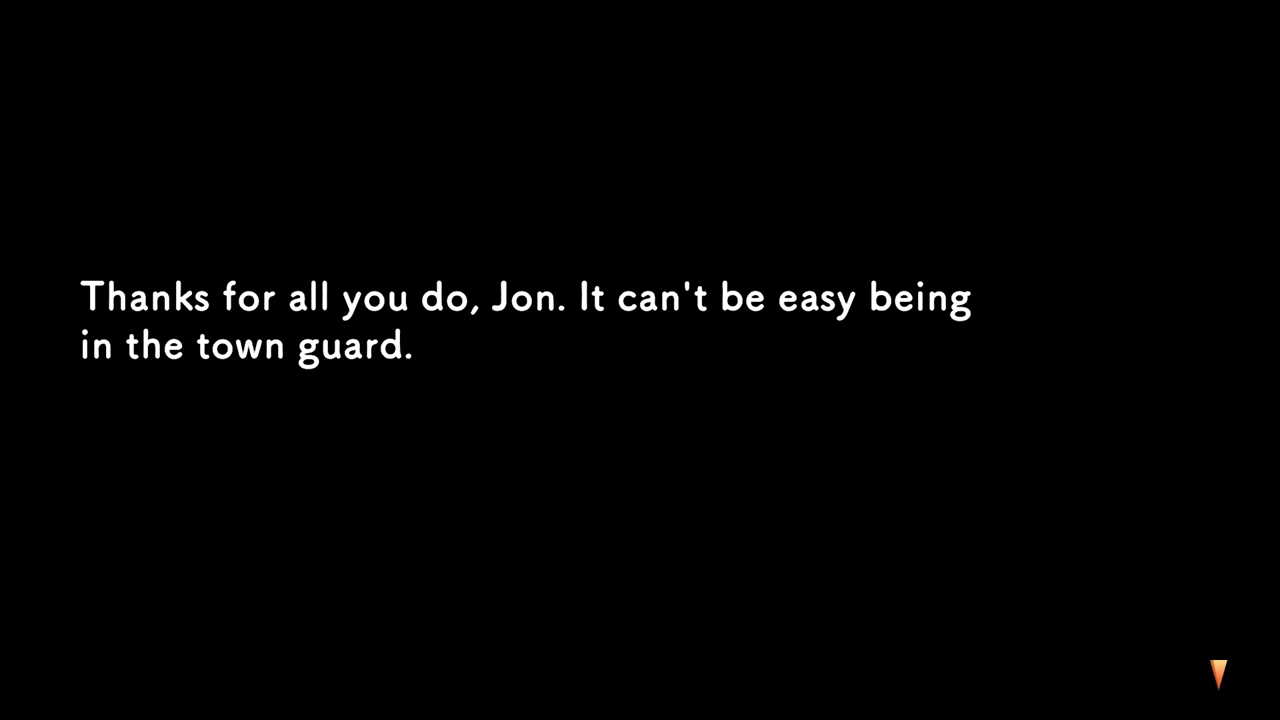 Thanks for all you do, Jon. It can't be easy being
in the town guard.